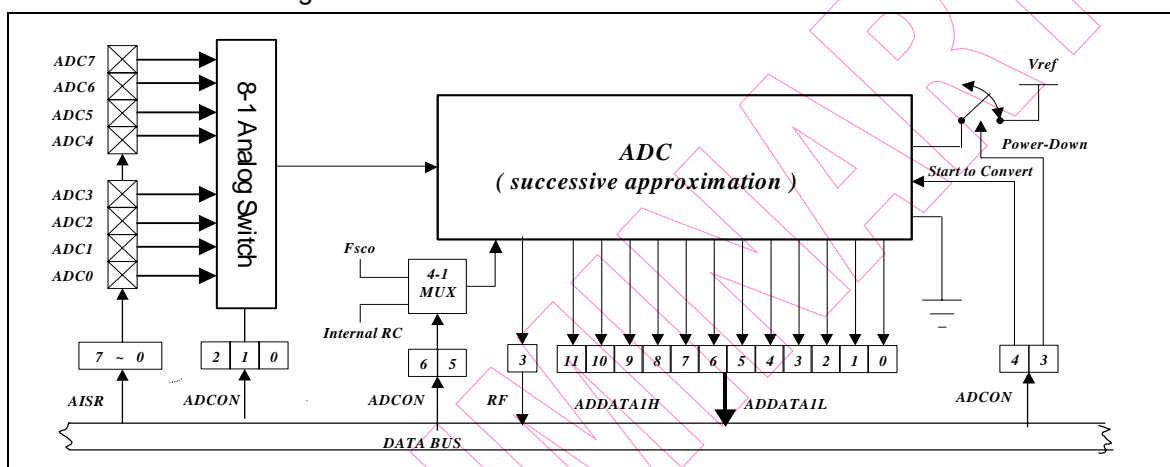 ADC7
ADC6
ADC5
ADC4
ADC3
ADC2
ADC1
ADC0
8-1 Analog Switch
ADC
( successive approximation )
Vref
Power-Down
Start to Convert
Fsco
4-1
MUX
Internal RC
7 ~ 0
2 1 0
6 5
3
11 10 9 8 7 6 5 4 3 2 1 0
4 3
AISR
ADCON
ADCON
RF
ADDATA1H
ADDATA1L
ADCON
DATA BUS